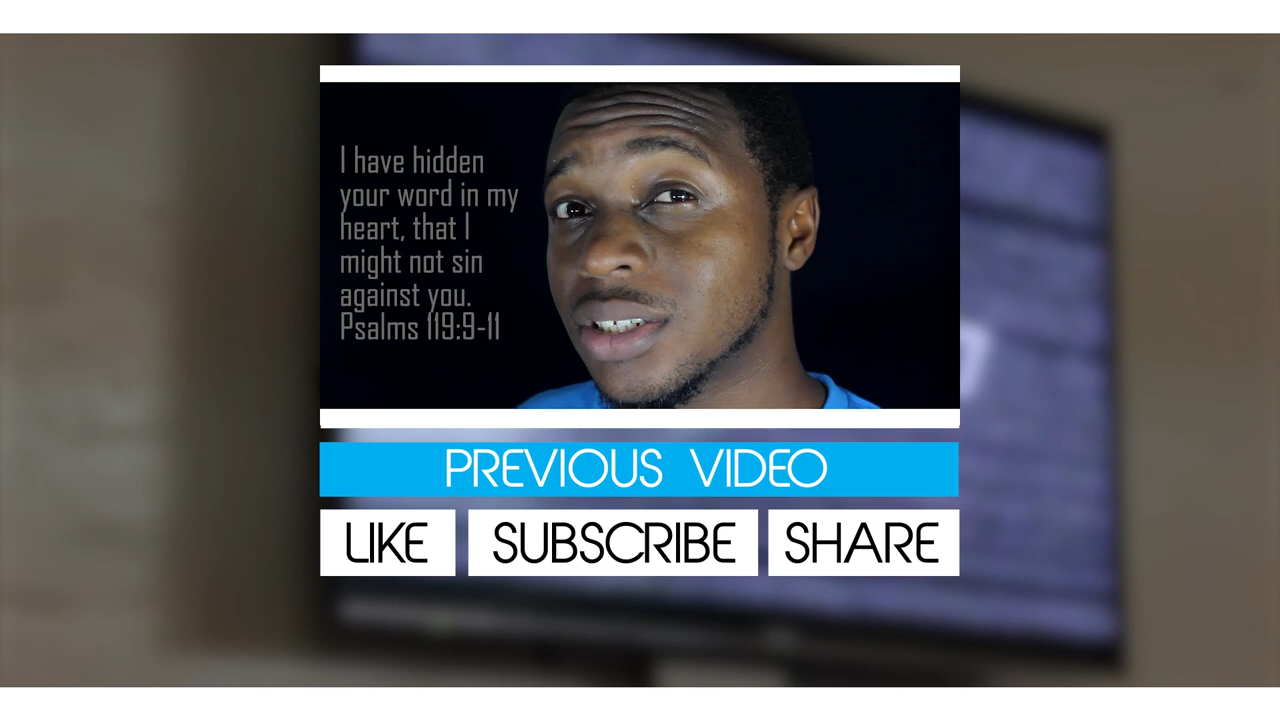 I have hidden
your word in my
heart, that I
might not sin
against you.
Psalms 119:9-11
PREVIOUS VIDEO
LIKE SUBSCRIBE SHARE